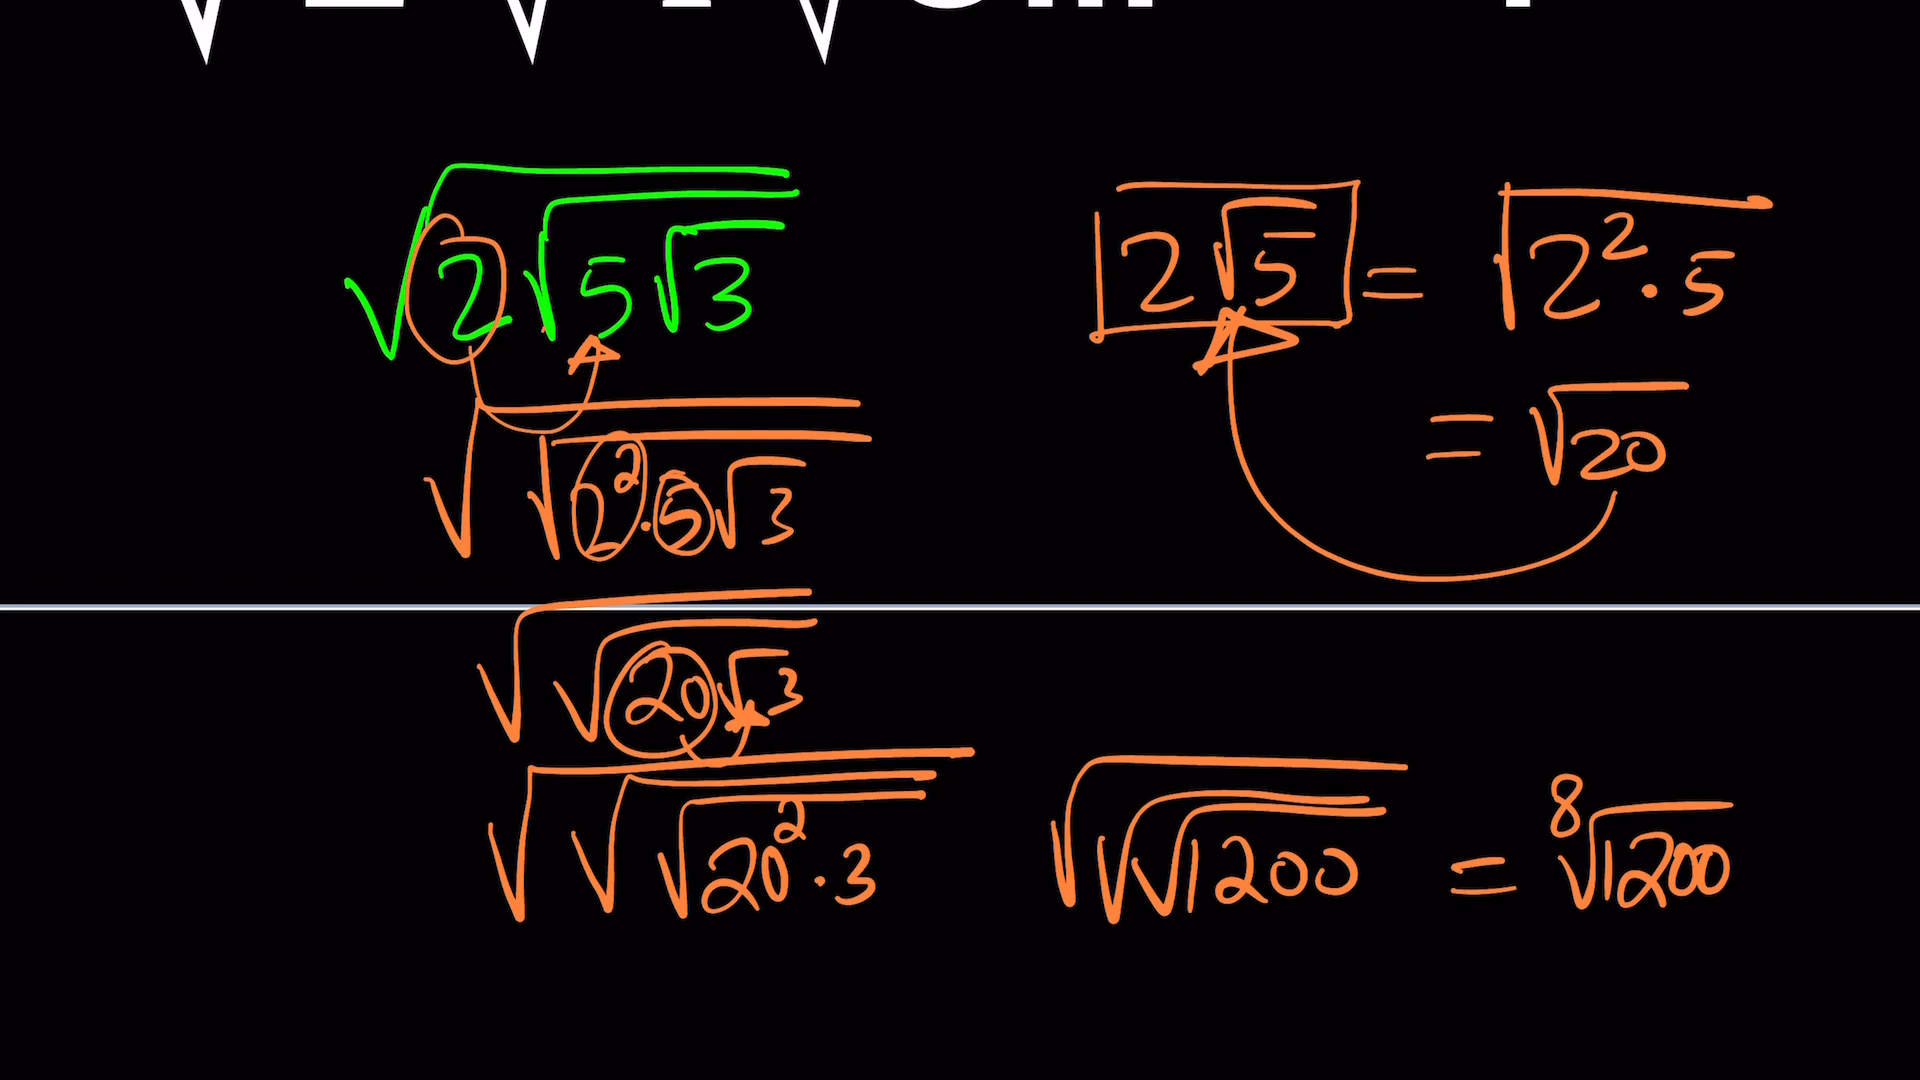 √(2√(5√3))
2√5 = √(2² · 5)
= √20
√(√(2² · 5√3))
√(√(20√3))
√(√(√(20² · 3)))
√(√(√1200)) = ⁸√1200